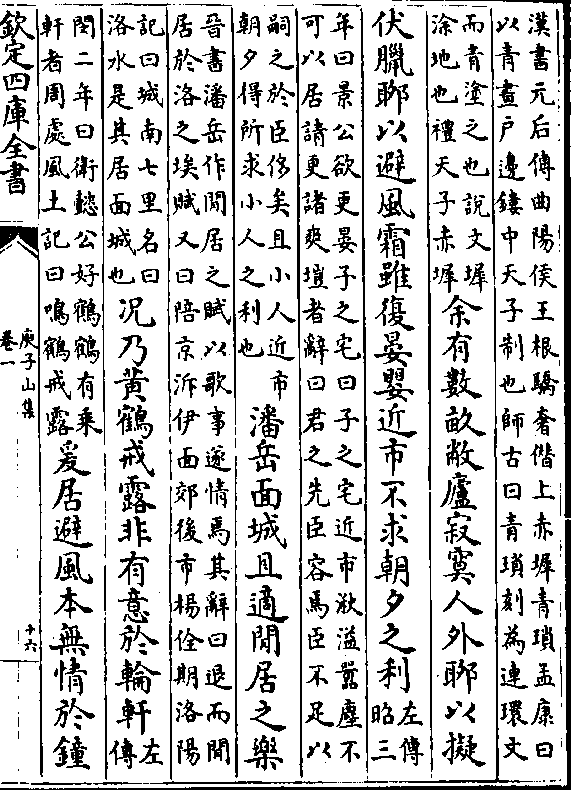 漢書元后傳曲陽侯王根驕奢僭上赤墀青瑣孟康曰
以青畫戶邊鏤中天子制也師古曰青瑣刻為連環文
而青塗之也說文墀
涂地也禮天子赤墀
余有數畝敝廬寂寞人外聊以擬
伏臘聊以避風霜雖復晏嬰近市不求朝夕之利
左傳
昭三
年曰景公欲更晏子之宅曰子之宅近市湫溢囂塵不
可以居請更諸爽塏者辭曰君之先臣容焉臣不足以
嗣之於臣侈矣且小人近市
朝夕得所求小人之利也
潘岳面城且適閒居之樂
晉書潘岳作閒居之賦以歌事遂情焉其辭曰退而閒
居於洛之埃賦又曰陪京泝伊面郊後市楊佺期洛陽
記曰城南七里名曰
洛水是其居面城也
況乃黃鶴戒露非有意於輪軒
左
傳
閔二年曰衛懿公好鶴鶴有乘
軒者周處風土記曰鳴鶴戒露
爰居避風本無情於鐘
欽定四庫全書
庾子山集
卷一
十六